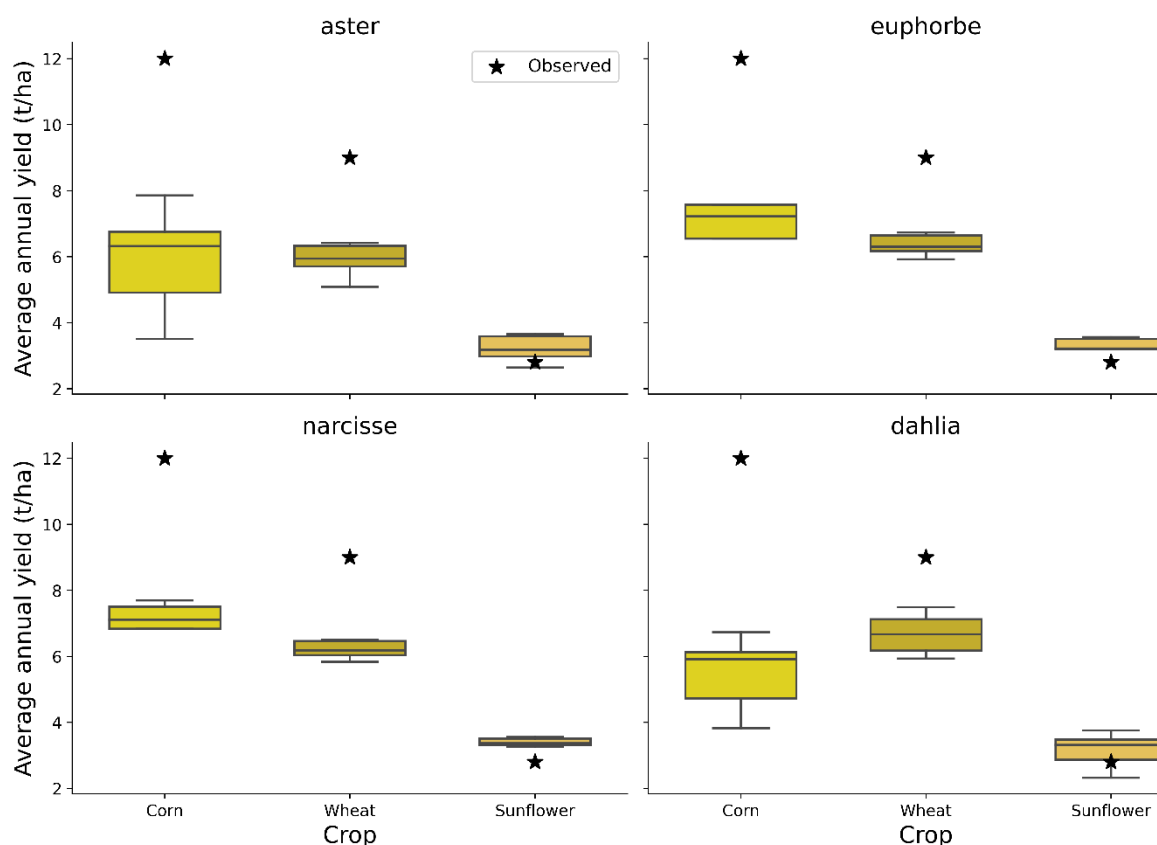 aster
euphorbe
Average annual yield (t/ha)
12
10
8
6
4
2
★ Observed
narcisse
dahlia
Average annual yield (t/ha)
12
10
8
6
4
2
Corn Wheat Sunflower
Crop
Corn Wheat Sunflower
Crop